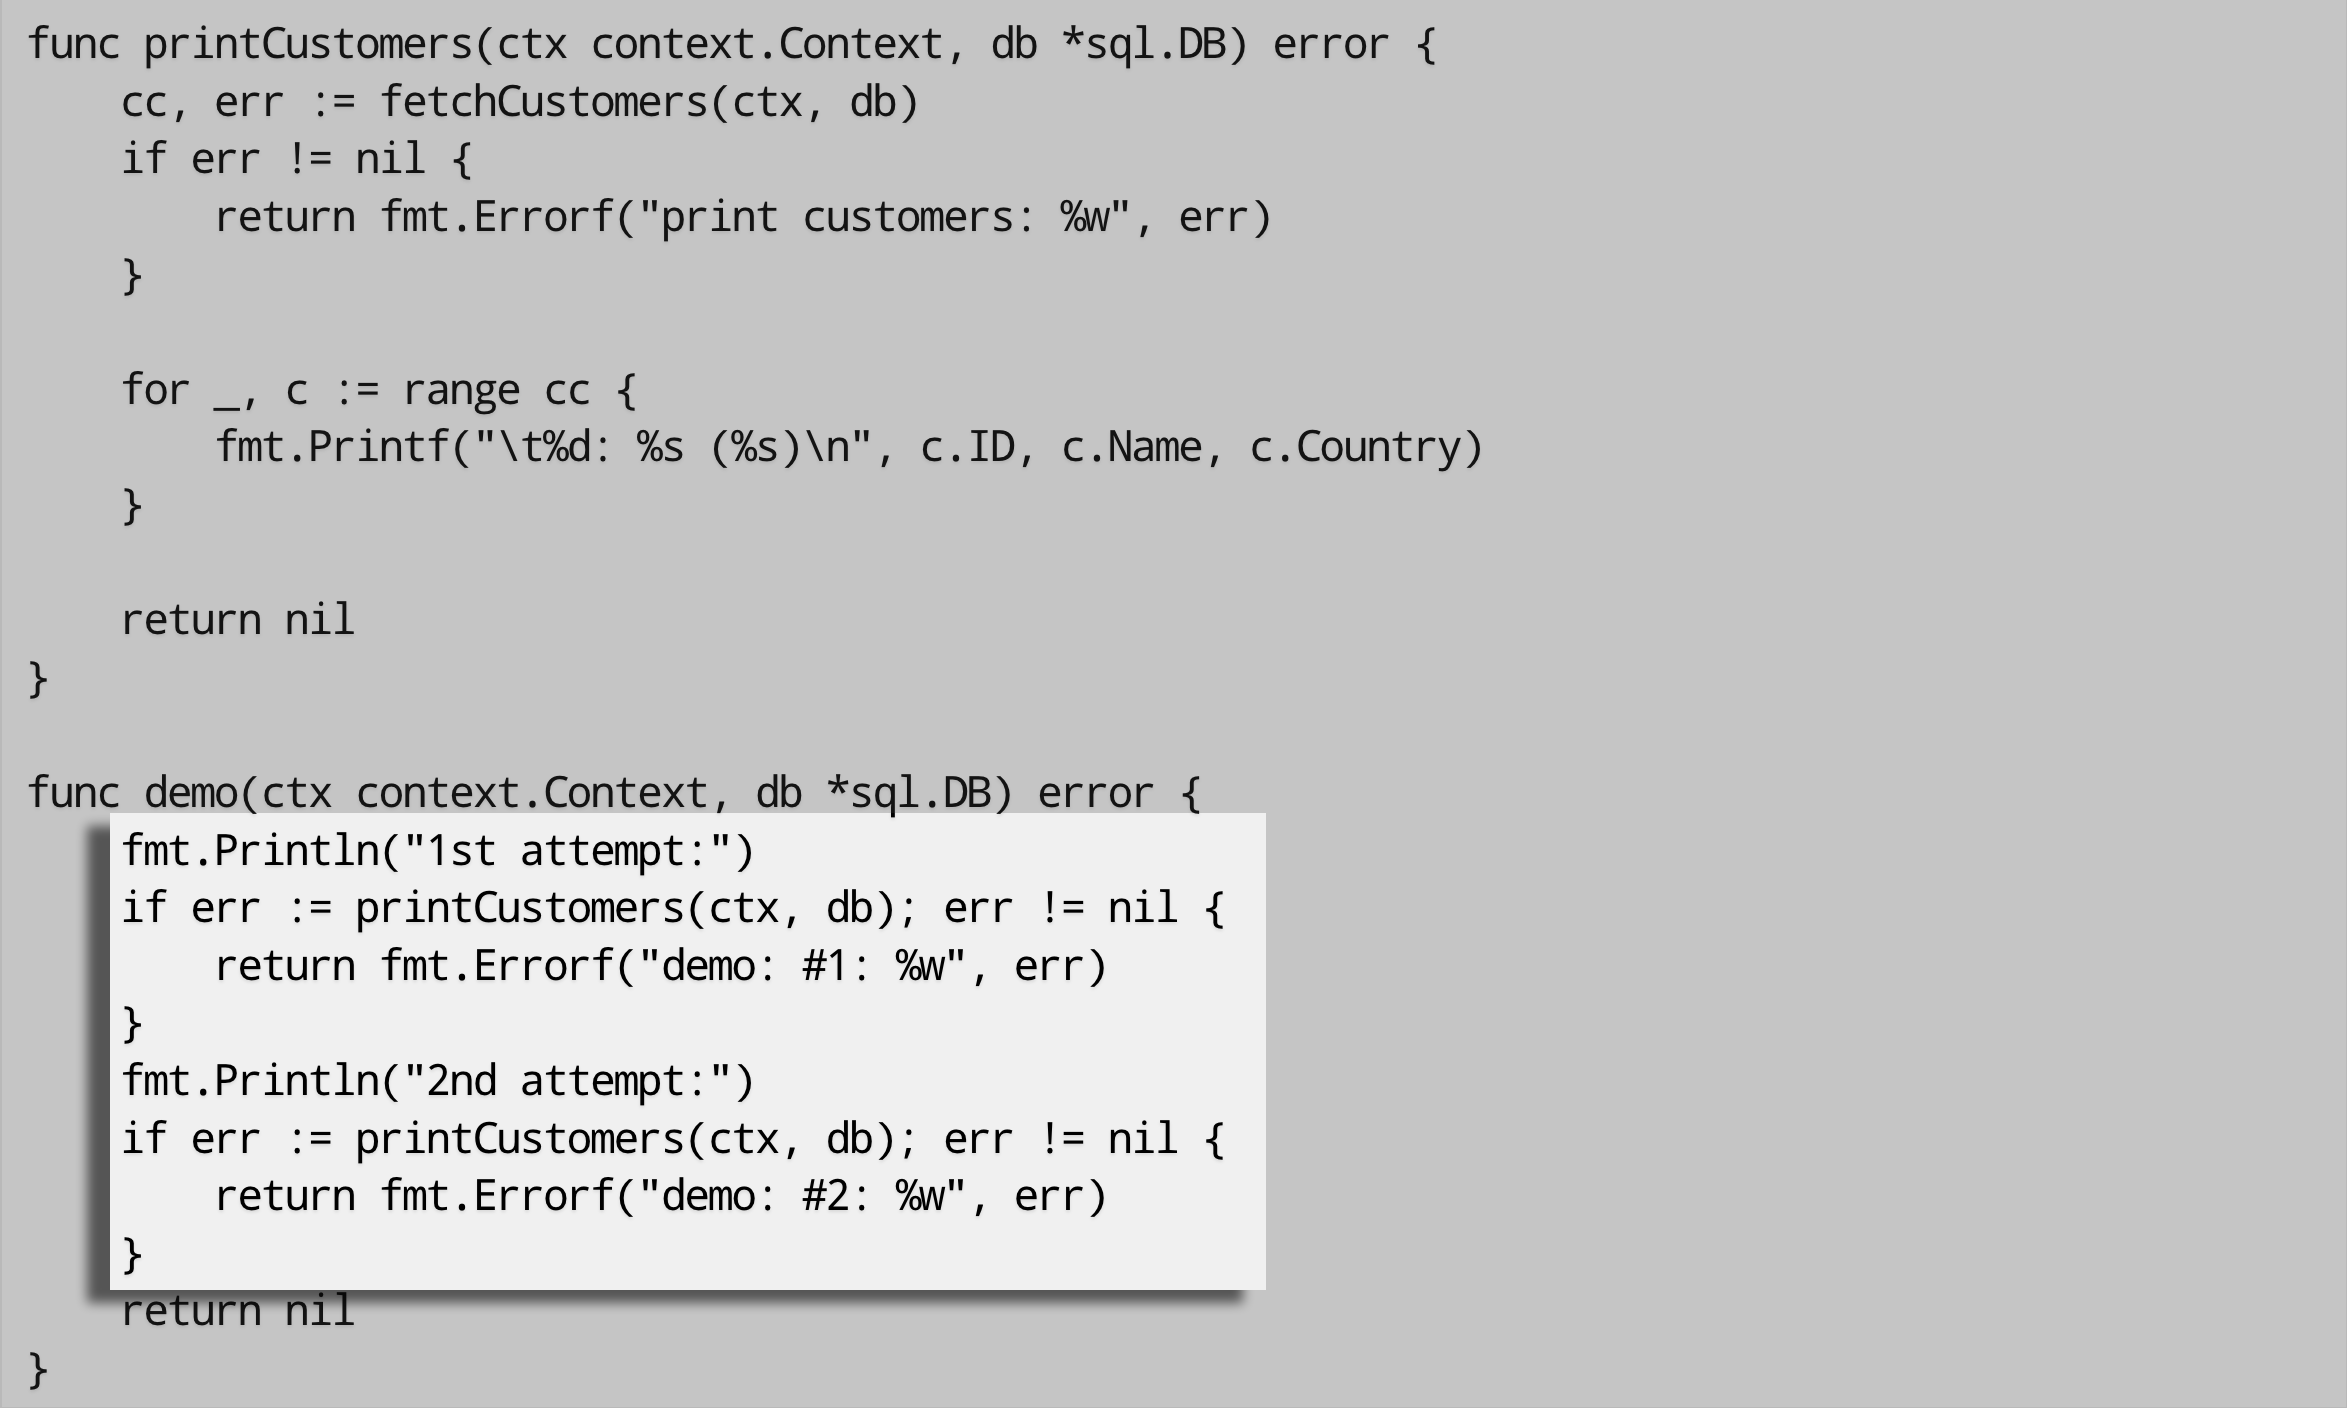 func printCustomers(ctx context.Context, db *sql.DB) error {
    cc, err := fetchCustomers(ctx, db)
    if err != nil {
        return fmt.Errorf("print customers: %w", err)
    }

    for _, c := range cc {
        fmt.Printf("\t%d: %s (%s)\n", c.ID, c.Name, c.Country)
    }

    return nil
}

func demo(ctx context.Context, db *sql.DB) error {
    fmt.Println("1st attempt:")
    if err := printCustomers(ctx, db); err != nil {
        return fmt.Errorf("demo: #1: %w", err)
    }
    fmt.Println("2nd attempt:")
    if err := printCustomers(ctx, db); err != nil {
        return fmt.Errorf("demo: #2: %w", err)
    }
    return nil
}